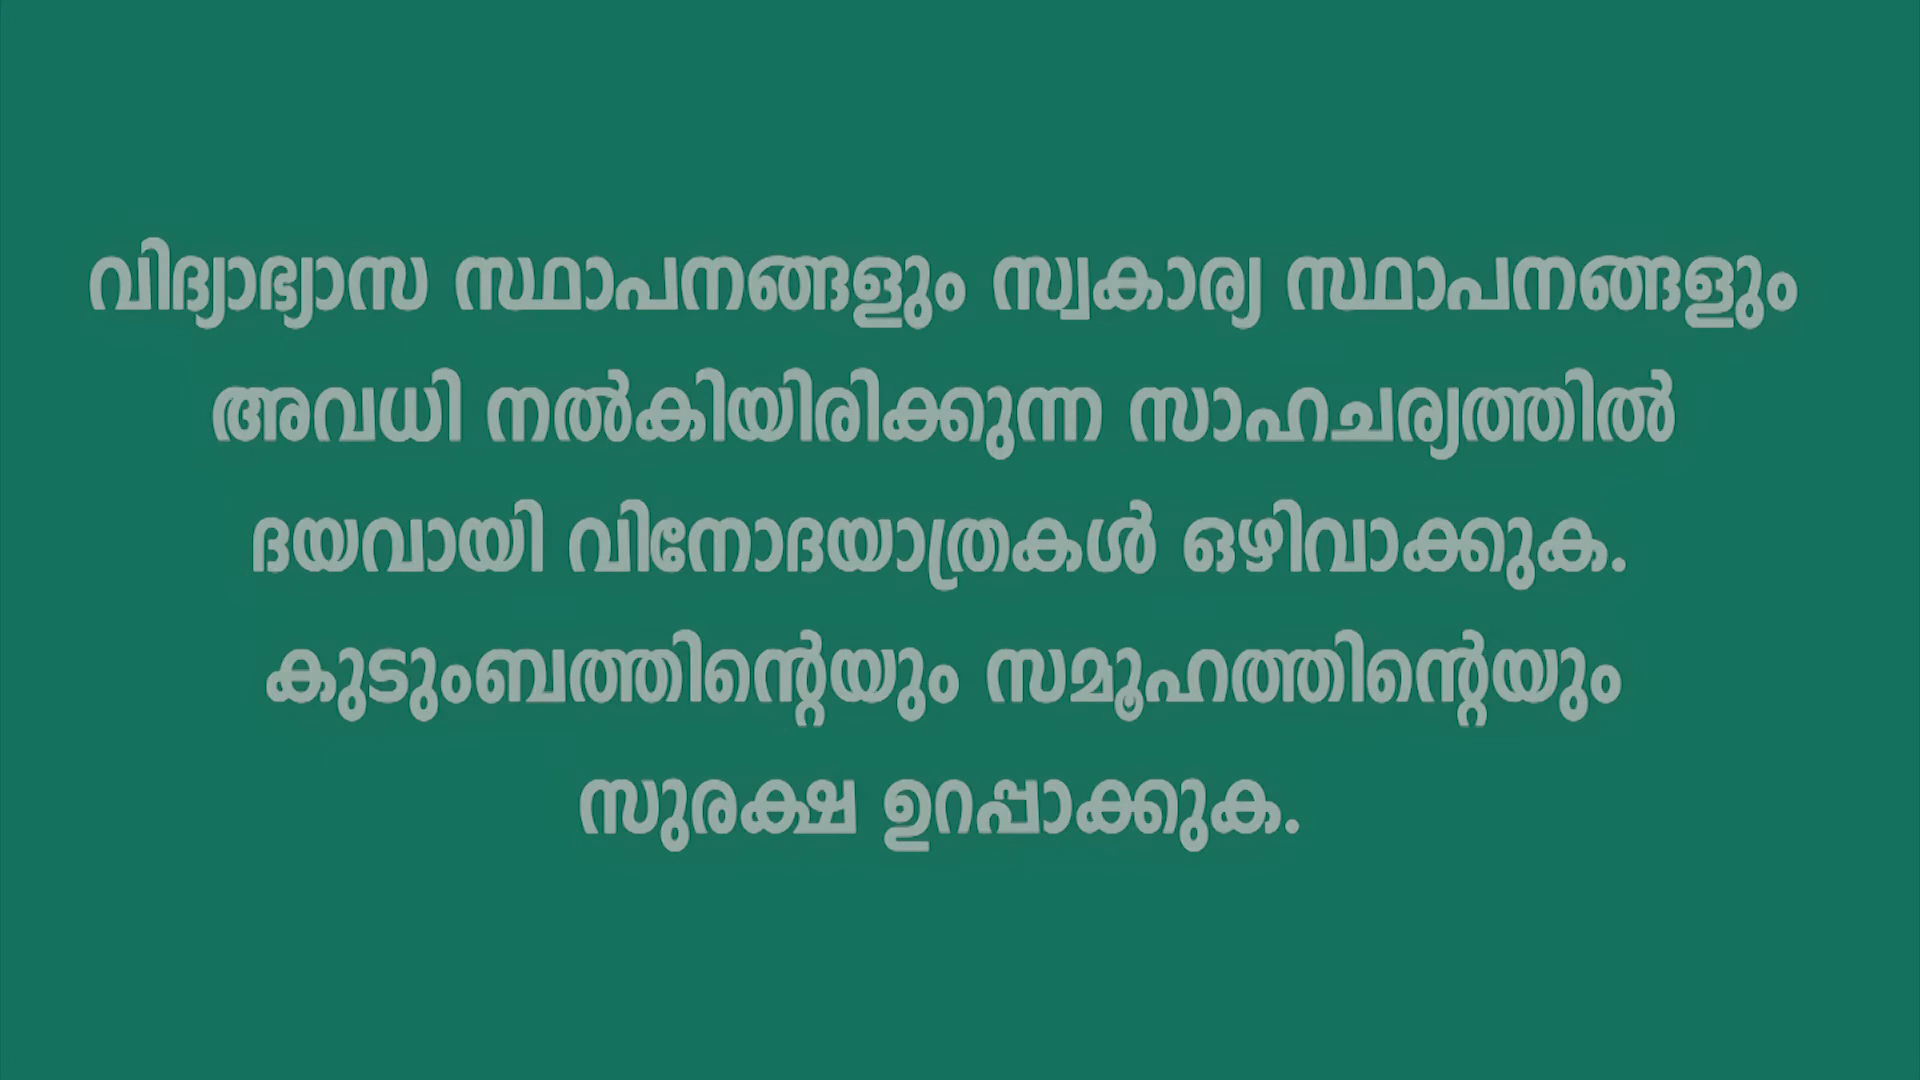 വിദ്യാഭ്യാസ സ്ഥാപനങ്ങളും സ്വകാര്യ സ്ഥാപനങ്ങളും
അവധി നൽകിയിരിക്കുന്ന സാഹചര്യത്തിൽ
ദയവായി വിനോദയാത്രകൾ ഒഴിവാക്കുക.
കുടുംബത്തിന്റെയും സമൂഹത്തിന്റെയും
സുരക്ഷ ഉറപ്പാക്കുക.